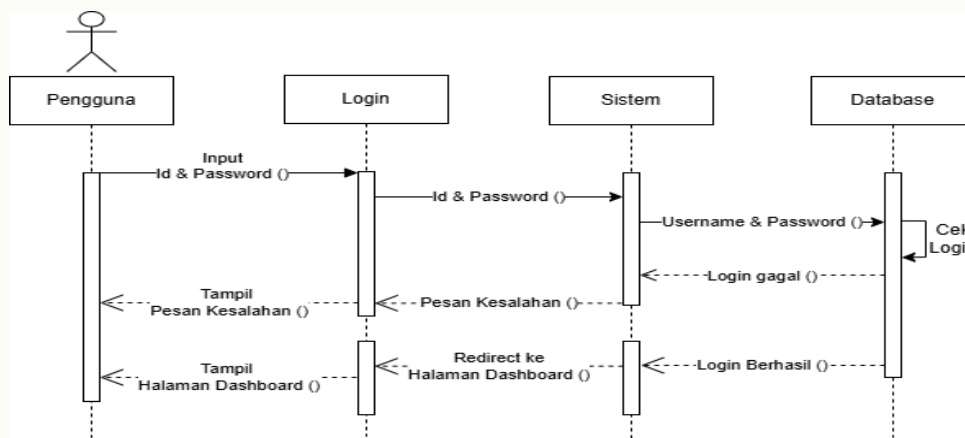 Pengguna
Login
Sistem
Database
Input
Id & Password ()
Id & Password ()
Username & Password ()
Login gagal ()
Pesan Kesalahan ()
Tampil
Pesan Kesalahan ()
Login Berhasil ()
Redirect ke
Halaman Dashboard ()
Tampil
Halaman Dashboard ()